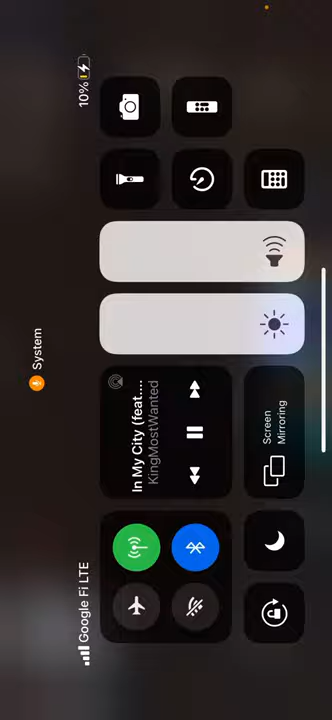 System
Google Fi LTE
10%
In My City (feat....
KingMostWanted
Screen
Mirroring